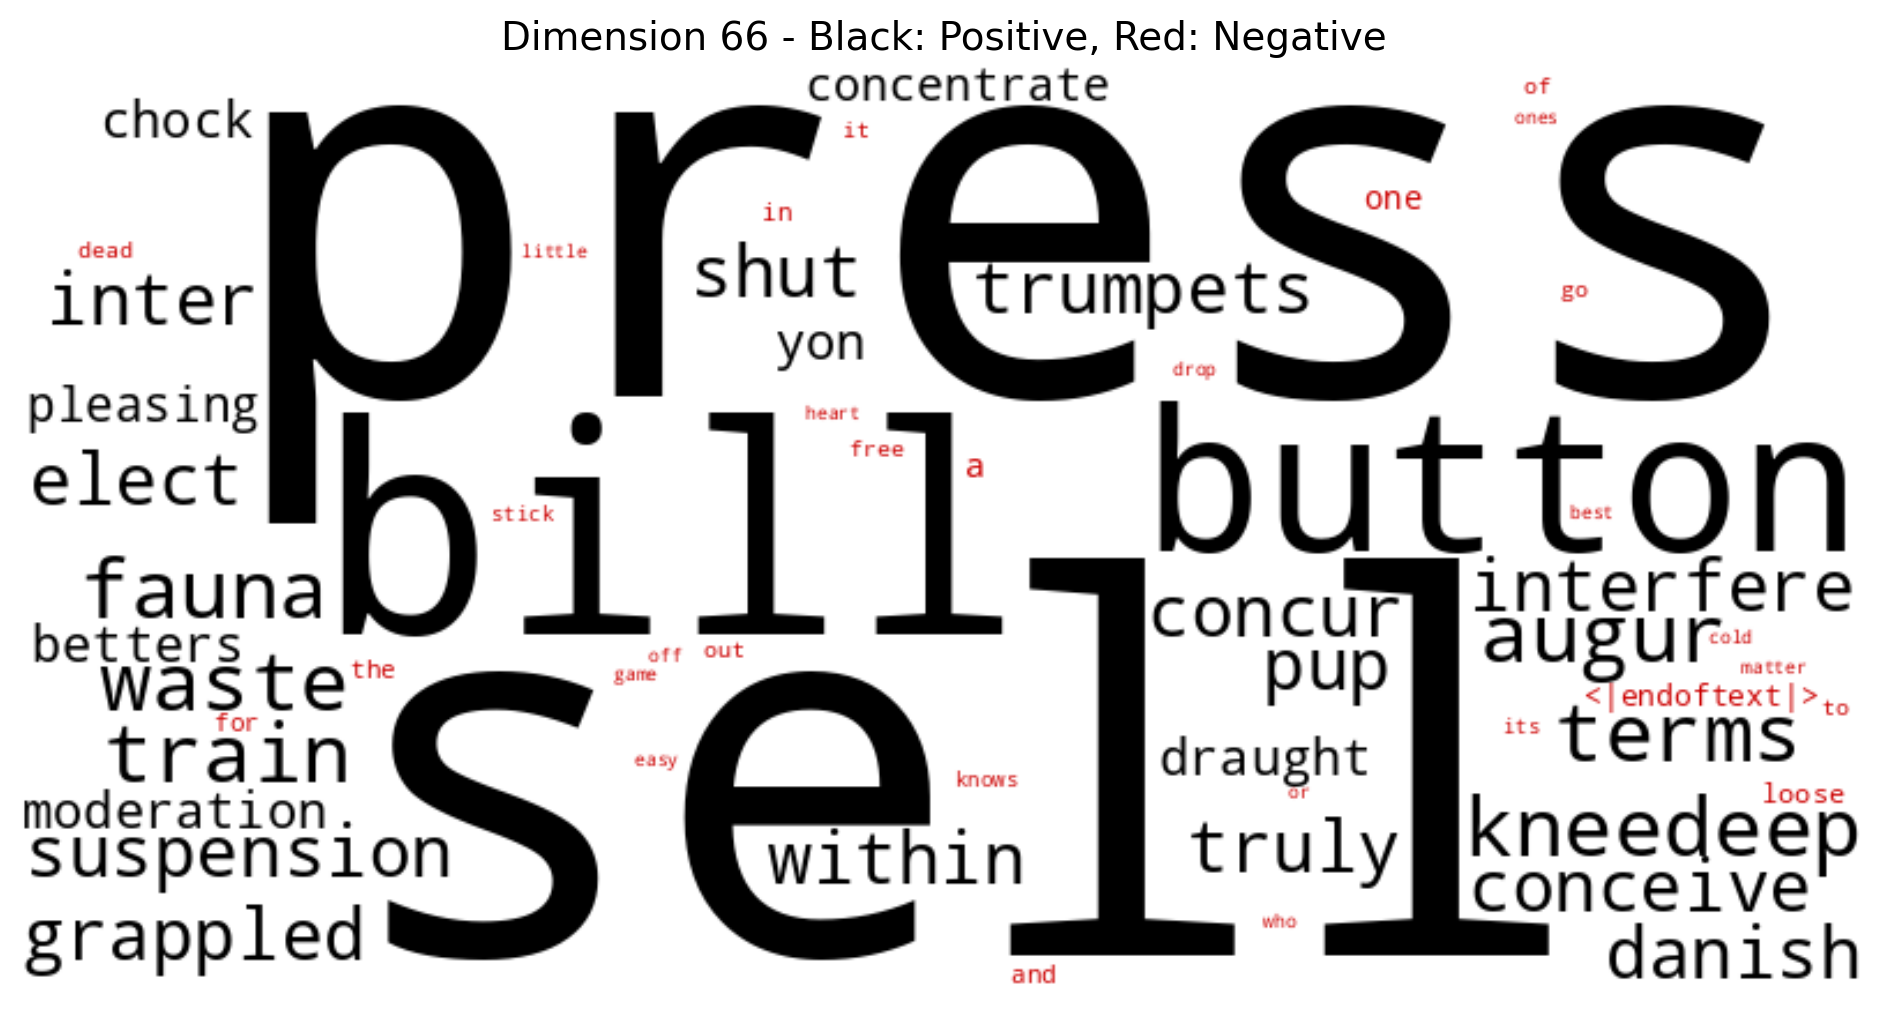 Dimension 66 - Black: Positive, Red: Negative
concentrate
of
chock
press
it
ones
one
in
dead
little
shut
trumpets
go
inter
yon
drop
pleasing
heart
bill
button
free
a
elect
stick
best
fauna
interfere
concur
augur
betters
cold
the
off
out
pup
matter
waste
game
sell
<|endoftext|>
to
for
its
terms
train
easy
draught
knows
or
loose
moderation
kneedeep
suspension
within
truly
conceive
grappled
who
danish
and